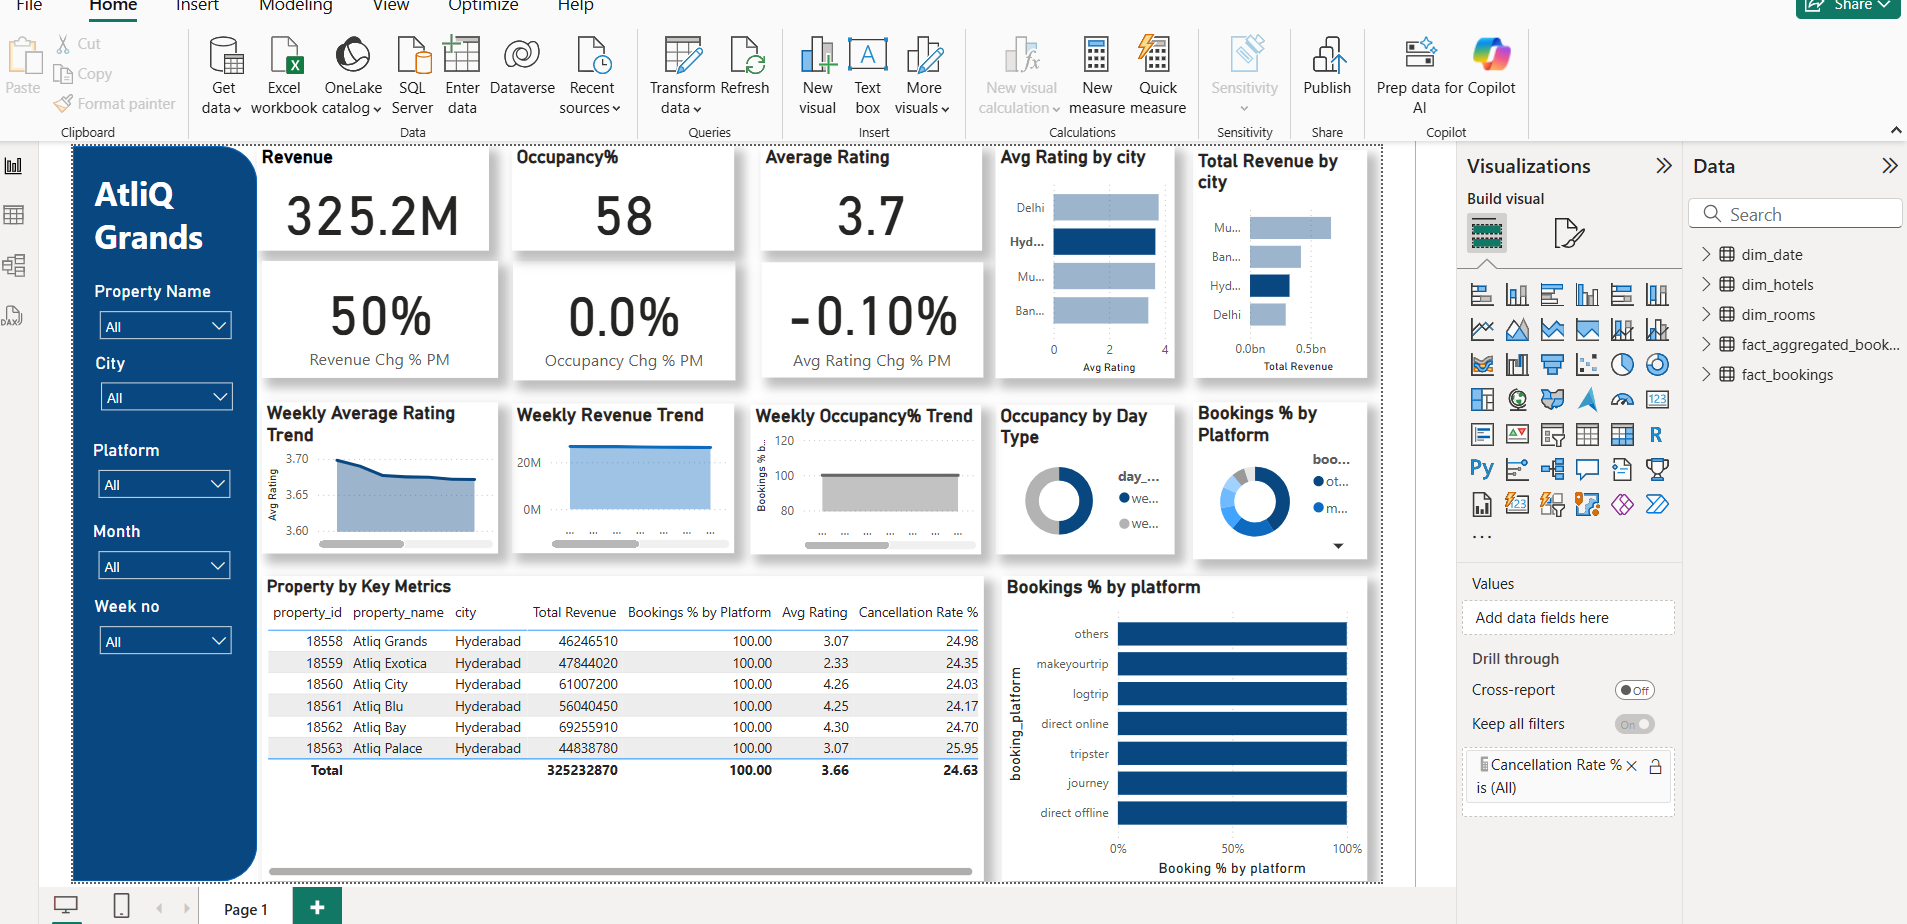 File Home Insert Modeling View Optimize Help
Share
Paste
Cut
Copy
Format painter
Clipboard
Get data
Excel workbook
OneLake catalog
SQL Server
Enter data
Dataverse
Recent sources
Data
Transform data
Refresh
Queries
New visual
Text box
More visuals
Insert
New visual calculation
New measure
Quick measure
Calculations
Sensitivity
Sensitivity
Publish
Share
Prep data for AI
Copilot
Copilot
AtliQ
Grands
Property Name
All
City
All
Platform
All
Month
All
Week no
All
Revenue
325.2M
Occupancy%
58
Average Rating
3.7
50%
Revenue Chg % PM
0.0%
Occupancy Chg % PM
-0.10%
Avg Rating Chg % PM
Avg Rating by city
Delhi
Hyd...
Mu...
Ban...
0 2 4
Avg Rating
Total Revenue by
city
Mu...
Ban...
Hyd...
Delhi
0.0bn 0.5bn
Total Revenue
Weekly Average Rating
Trend
Avg Rating
3.70
3.65
3.60
Weekly Revenue Trend
20M
0M
... ... ... ... ... ... ...
Weekly Occupancy% Trend
Bookings % b...
120
100
80
... ... ... ... ... ... ...
Occupancy by Day
Type
day_...
we...
we...
Bookings % by
Platform
boo...
ot...
m...
Property by Key Metrics
property_id property_name city Total Revenue Bookings % by Platform Avg Rating Cancellation Rate %
18558 Atliq Grands Hyderabad 46246510 100.00 3.07 24.98
18559 Atliq Exotica Hyderabad 47844020 100.00 2.33 24.35
18560 Atliq City Hyderabad 61007200 100.00 4.26 24.03
18561 Atliq Blu Hyderabad 56040450 100.00 4.25 24.17
18562 Atliq Bay Hyderabad 69255910 100.00 4.30 24.70
18563 Atliq Palace Hyderabad 44838780 100.00 3.07 25.95
Total 325232870 100.00 3.66 24.63
Bookings % by platform
booking_platform
others
makeyourtrip
logtrip
direct online
tripster
journey
direct offline
0% 50% 100%
Booking % by platform
Visualizations
Build visual
123
R
Py
123
...
Values
Add data fields here
Drill through
Cross-report Off
Keep all filters On
Cancellation Rate %
is (All)
Data
Search
dim_date
dim_hotels
dim_rooms
fact_aggregated_book...
fact_bookings
DAX
Page 1